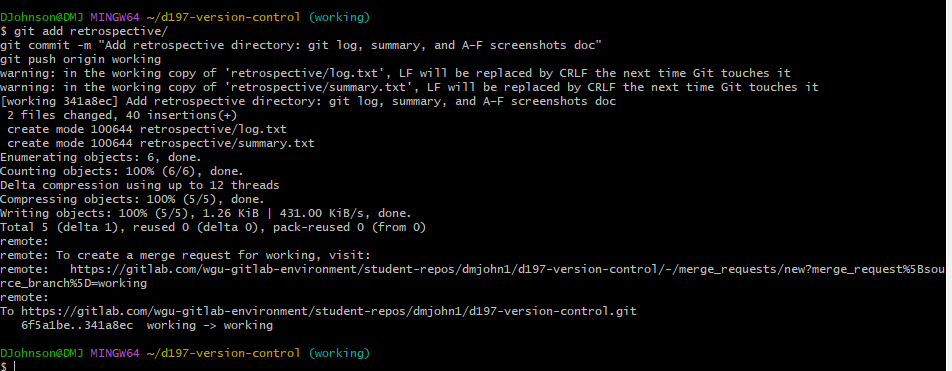 DJohnson@DMJ MINGW64 ~/d197-version-control (working)
$ git add retrospective/
git commit -m "Add retrospective directory: git log, summary, and A-F screenshots doc"
git push origin working
warning: in the working copy of 'retrospective/log.txt', LF will be replaced by CRLF the next time Git touches it
warning: in the working copy of 'retrospective/summary.txt', LF will be replaced by CRLF the next time Git touches it
[working 341a8ec] Add retrospective directory: git log, summary, and A-F screenshots doc
 2 files changed, 40 insertions(+)
 create mode 100644 retrospective/log.txt
 create mode 100644 retrospective/summary.txt
Enumerating objects: 6, done.
Counting objects: 100% (6/6), done.
Delta compression using up to 12 threads
Compressing objects: 100% (5/5), done.
Writing objects: 100% (5/5), 1.26 KiB | 431.00 KiB/s, done.
Total 5 (delta 1), reused 0 (delta 0), pack-reused 0 (from 0)
remote:
remote: To create a merge request for working, visit:
remote:   https://gitlab.com/wgu-gitlab-environment/student-repos/dmjohn1/d197-version-control/-/merge_requests/new?merge_request%5Bsou
rce_branch%5D=working
remote:
To https://gitlab.com/wgu-gitlab-environment/student-repos/dmjohn1/d197-version-control.git
   6f5a1be..341a8ec  working -> working
DJohnson@DMJ MINGW64 ~/d197-version-control (working)
$